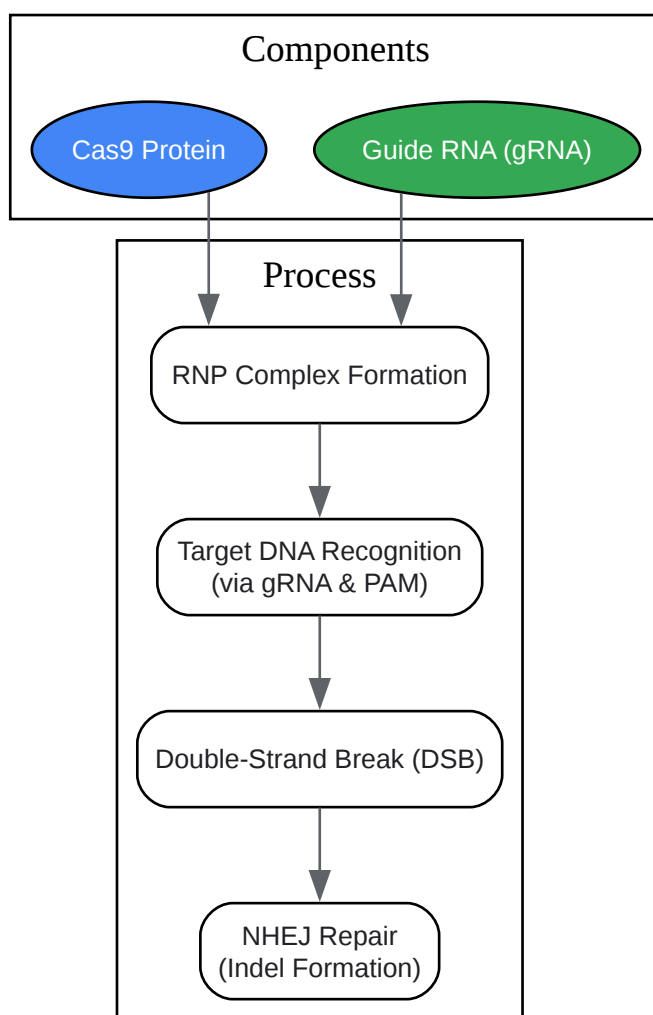 Components
Cas9 Protein
Guide RNA (gRNA)
Process
RNP Complex Formation
Target DNA Recognition
(via gRNA & PAM)
Double-Strand Break (DSB)
NHEJ Repair
(Indel Formation)